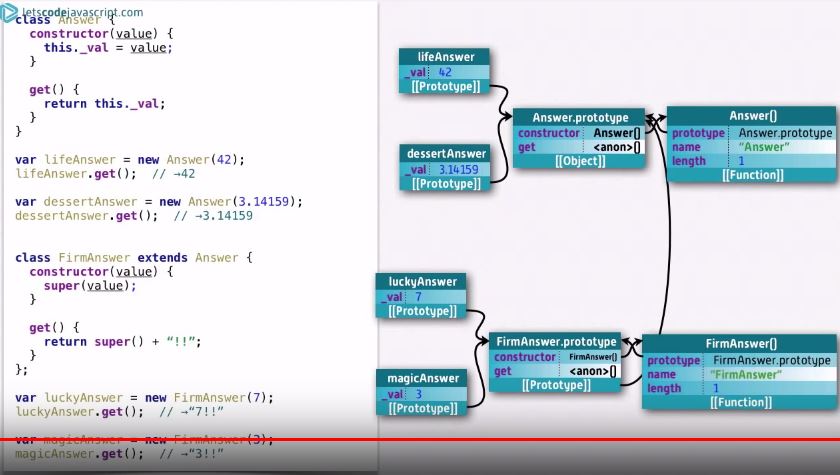 letscodejavascript.com
class Answer {
constructor(value) {
this._val = value;
}
get() {
return this._val;
}
}
var lifeAnswer = new Answer(42);
lifeAnswer.get();  // →42
var dessertAnswer = new Answer(3.14159);
dessertAnswer.get();  // →3.14159
class FirmAnswer extends Answer {
constructor(value) {
super(value);
}
get() {
return super() + “!!”;
}
};
var luckyAnswer = new FirmAnswer(7);
luckyAnswer.get();  // →“7!!”
var magicAnswer = new FirmAnswer(3);
magicAnswer.get();  // →“3!!”
lifeAnswer
_val 42
[[Prototype]]
dessertAnswer
_val 3.14159
[[Prototype]]
Answer.prototype
constructor Answer()
get <anon>()
[[Object]]
Answer()
prototype Answer.prototype
name “Answer”
length 1
[[Function]]
luckyAnswer
_val 7
[[Prototype]]
magicAnswer
_val 3
[[Prototype]]
FirmAnswer.prototype
constructor FirmAnswer()
get <anon>()
[[Prototype]]
FirmAnswer()
prototype FirmAnswer.prototype
name “FirmAnswer”
length 1
[[Function]]